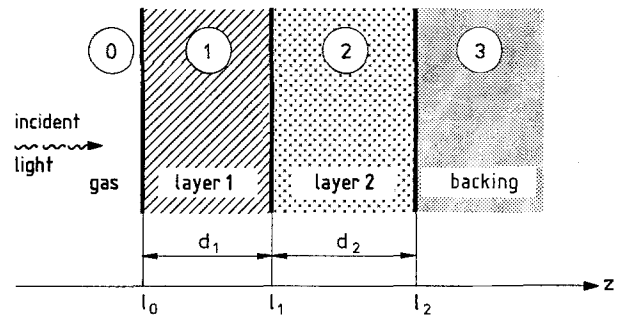 0 1 2 3
incident
light
gas layer 1 layer 2 backing
d₁ d₂
z
l₀ l₁ l₂